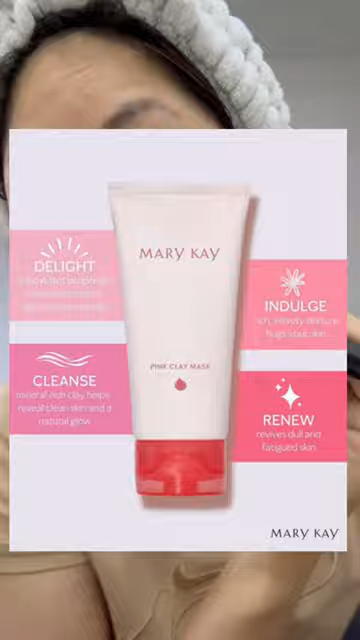 MARY KAY
PINK CLAY MASK
DELIGHT
CLEANSE
mineral-rich clay helps
reveal clean skin and a
natural glow
INDULGE
rich, velvety texture
hugs your skin
RENEW
revives dull and
fatigued skin
MARY KAY